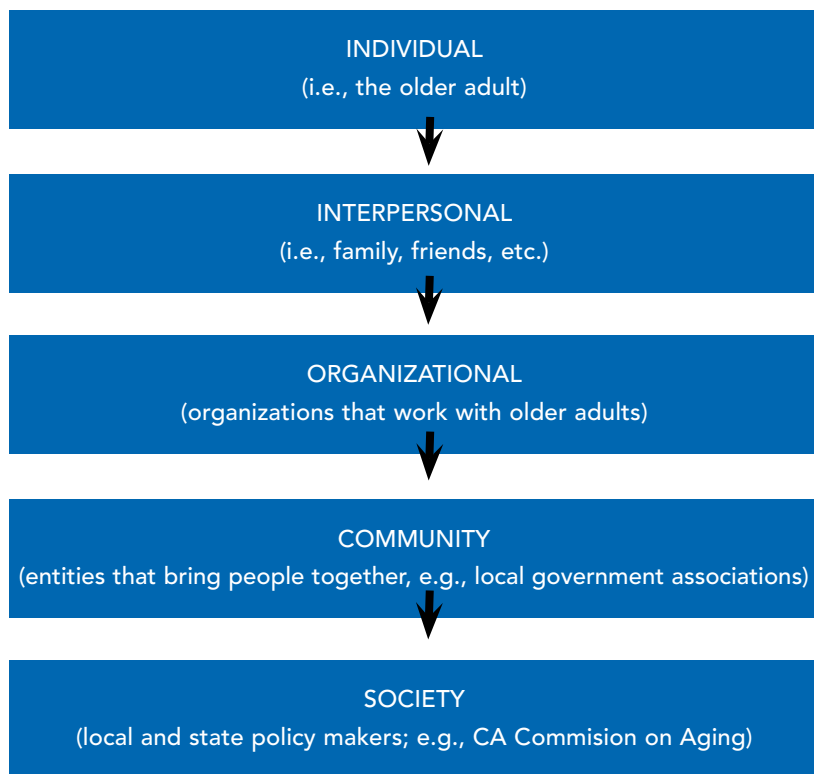 INDIVIDUAL
(i.e., the older adult)
INTERPERSONAL
(i.e., family, friends, etc.)
ORGANIZATIONAL
(organizations that work with older adults)
COMMUNITY
(entities that bring people together, e.g., local government associations)
SOCIETY
(local and state policy makers; e.g., CA Commision on Aging)